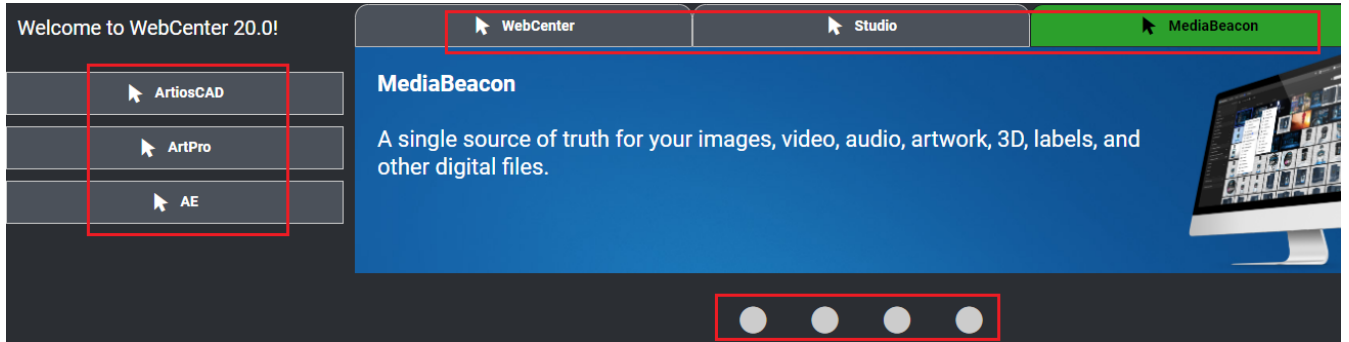 Welcome to WebCenter 20.0!
WebCenter
Studio
MediaBeacon
ArtiosCAD
ArtPro
AE
MediaBeacon
A single source of truth for your images, video, audio, artwork, 3D, labels, and
other digital files.